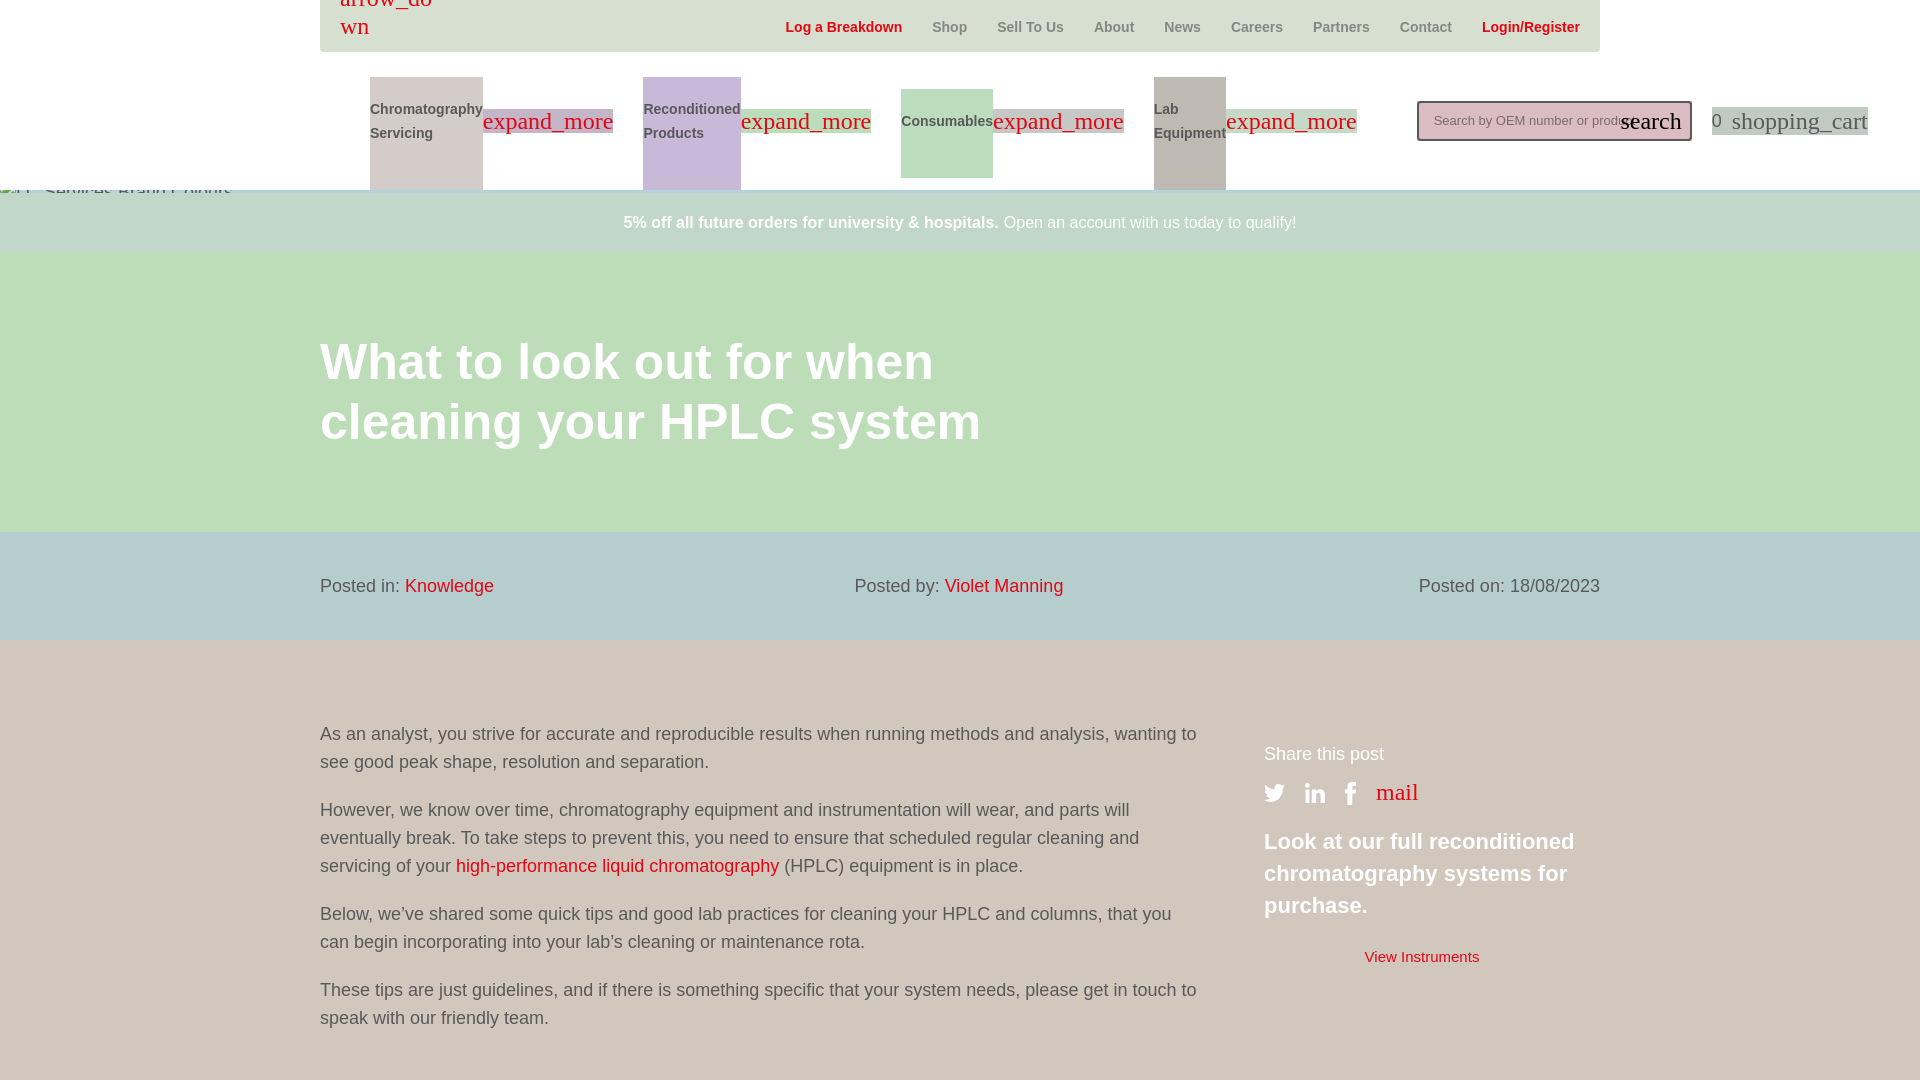 arrow_do
wn
Log a Breakdown Shop Sell To Us About News Careers Partners Contact Login/Register
Chromatography
Servicing
expand_more
Reconditioned
Products
expand_more
Consumables
expand_more
Lab
Equipment
expand_more
Search by OEM number or produ
search
0 shopping_cart
Services Brand Colours
5% off all future orders for university & hospitals. Open an account with us today to qualify!
What to look out for when
cleaning your HPLC system
Posted in: Knowledge
Posted by: Violet Manning
Posted on: 18/08/2023
As an analyst, you strive for accurate and reproducible results when running methods and analysis, wanting to
see good peak shape, resolution and separation.
However, we know over time, chromatography equipment and instrumentation will wear, and parts will
eventually break. To take steps to prevent this, you need to ensure that scheduled regular cleaning and
servicing of your high-performance liquid chromatography (HPLC) equipment is in place.
Below, we’ve shared some quick tips and good lab practices for cleaning your HPLC and columns, that you
can begin incorporating into your lab’s cleaning or maintenance rota.
These tips are just guidelines, and if there is something specific that your system needs, please get in touch to
speak with our friendly team.
Share this post
mail
Look at our full reconditioned
chromatography systems for
purchase.
View Instruments